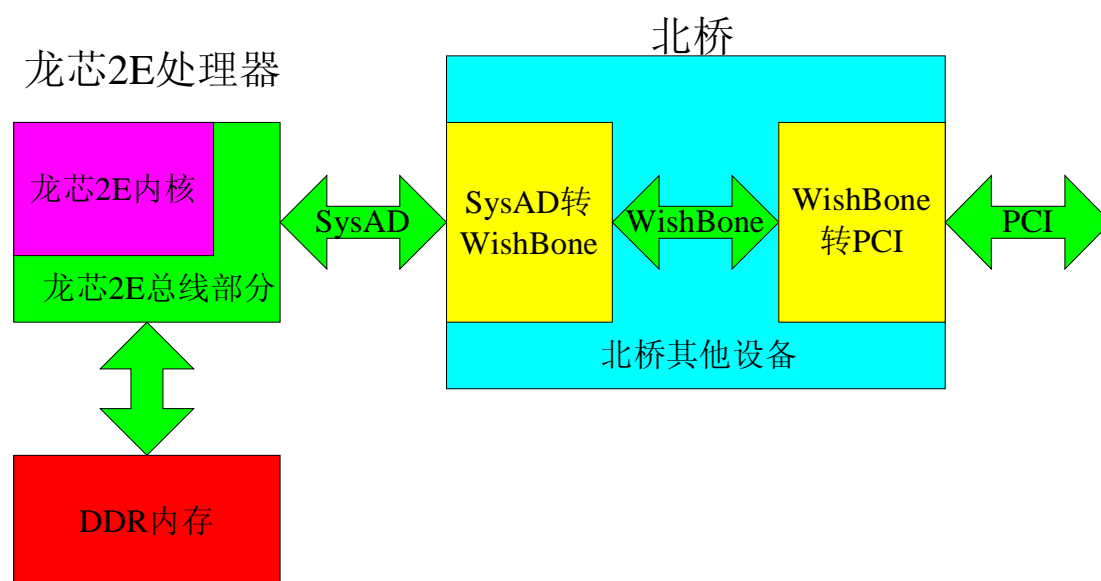 北桥
龙芯2E处理器
龙芯2E内核
龙芯2E总线部分
SysAD
SysAD转
WishBone
WishBone
WishBone
转PCI
PCI
北桥其他设备
DDR内存